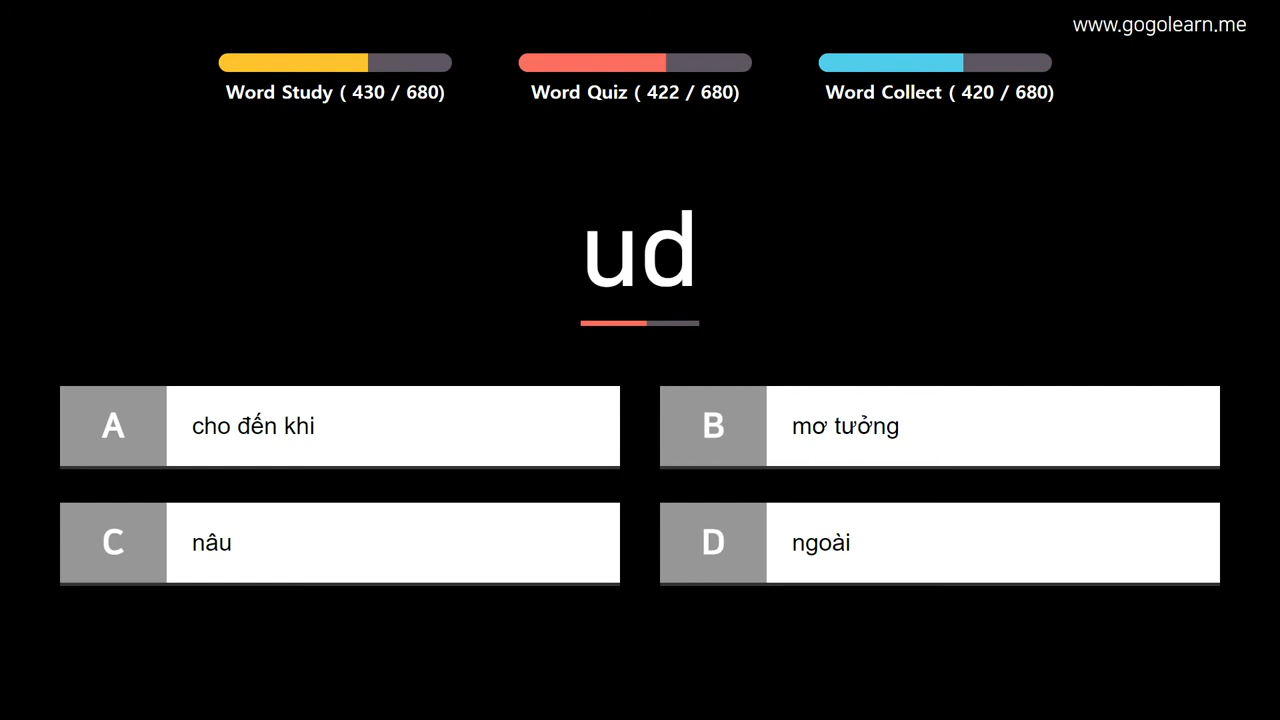 www.gogolearn.me
Word Study ( 430 / 680)
Word Quiz ( 422 / 680)
Word Collect ( 420 / 680)
ud
A cho đến khi
B mơ tưởng
C nâu
D ngoài